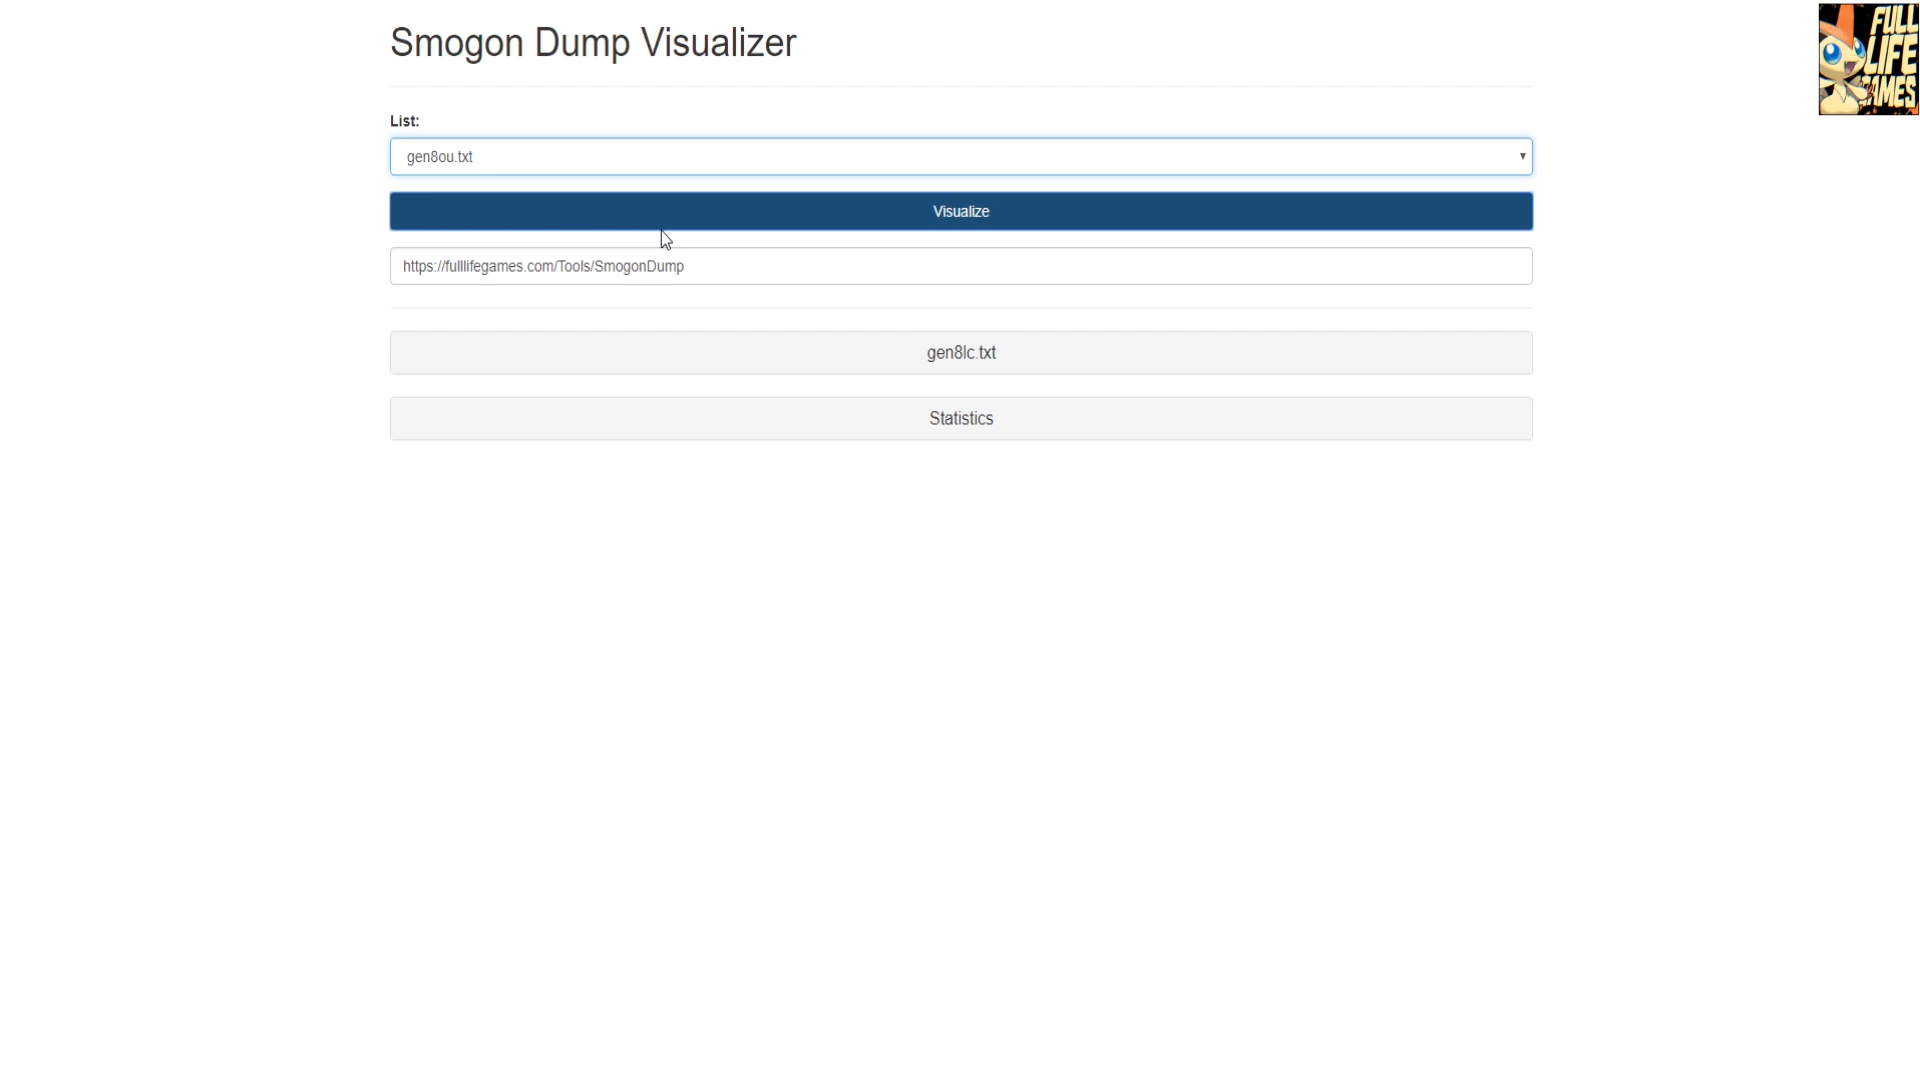 Smogon Dump Visualizer
FULL
LIFE
GAMES
List:
gen8ou.txt
Visualize
https://fulllifegames.com/Tools/SmogonDump
gen8lc.txt
Statistics